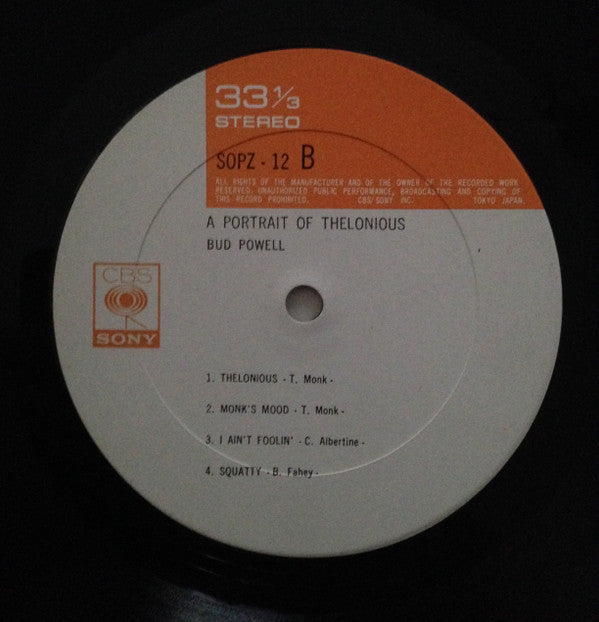 33 1/3
STEREO
SOPZ - 12 B
ALL RIGHTS OF THE MANUFACTURER AND OF THE OWNER OF THE RECORDED WORK
RESERVED. UNAUTHORIZED PUBLIC PERFORMANCE, BROADCASTING AND COPYING OF
THIS RECORD PROHIBITED. CBS/SONY INC. TOKYO JAPAN.
A PORTRAIT OF THELONIOUS
BUD POWELL
CBS
SONY
1. THELONIOUS - T. Monk -
2. MONK'S MOOD - T. Monk -
3. I AIN'T FOOLIN' - C. Albertine -
4. SQUATTY - B. Fahey -